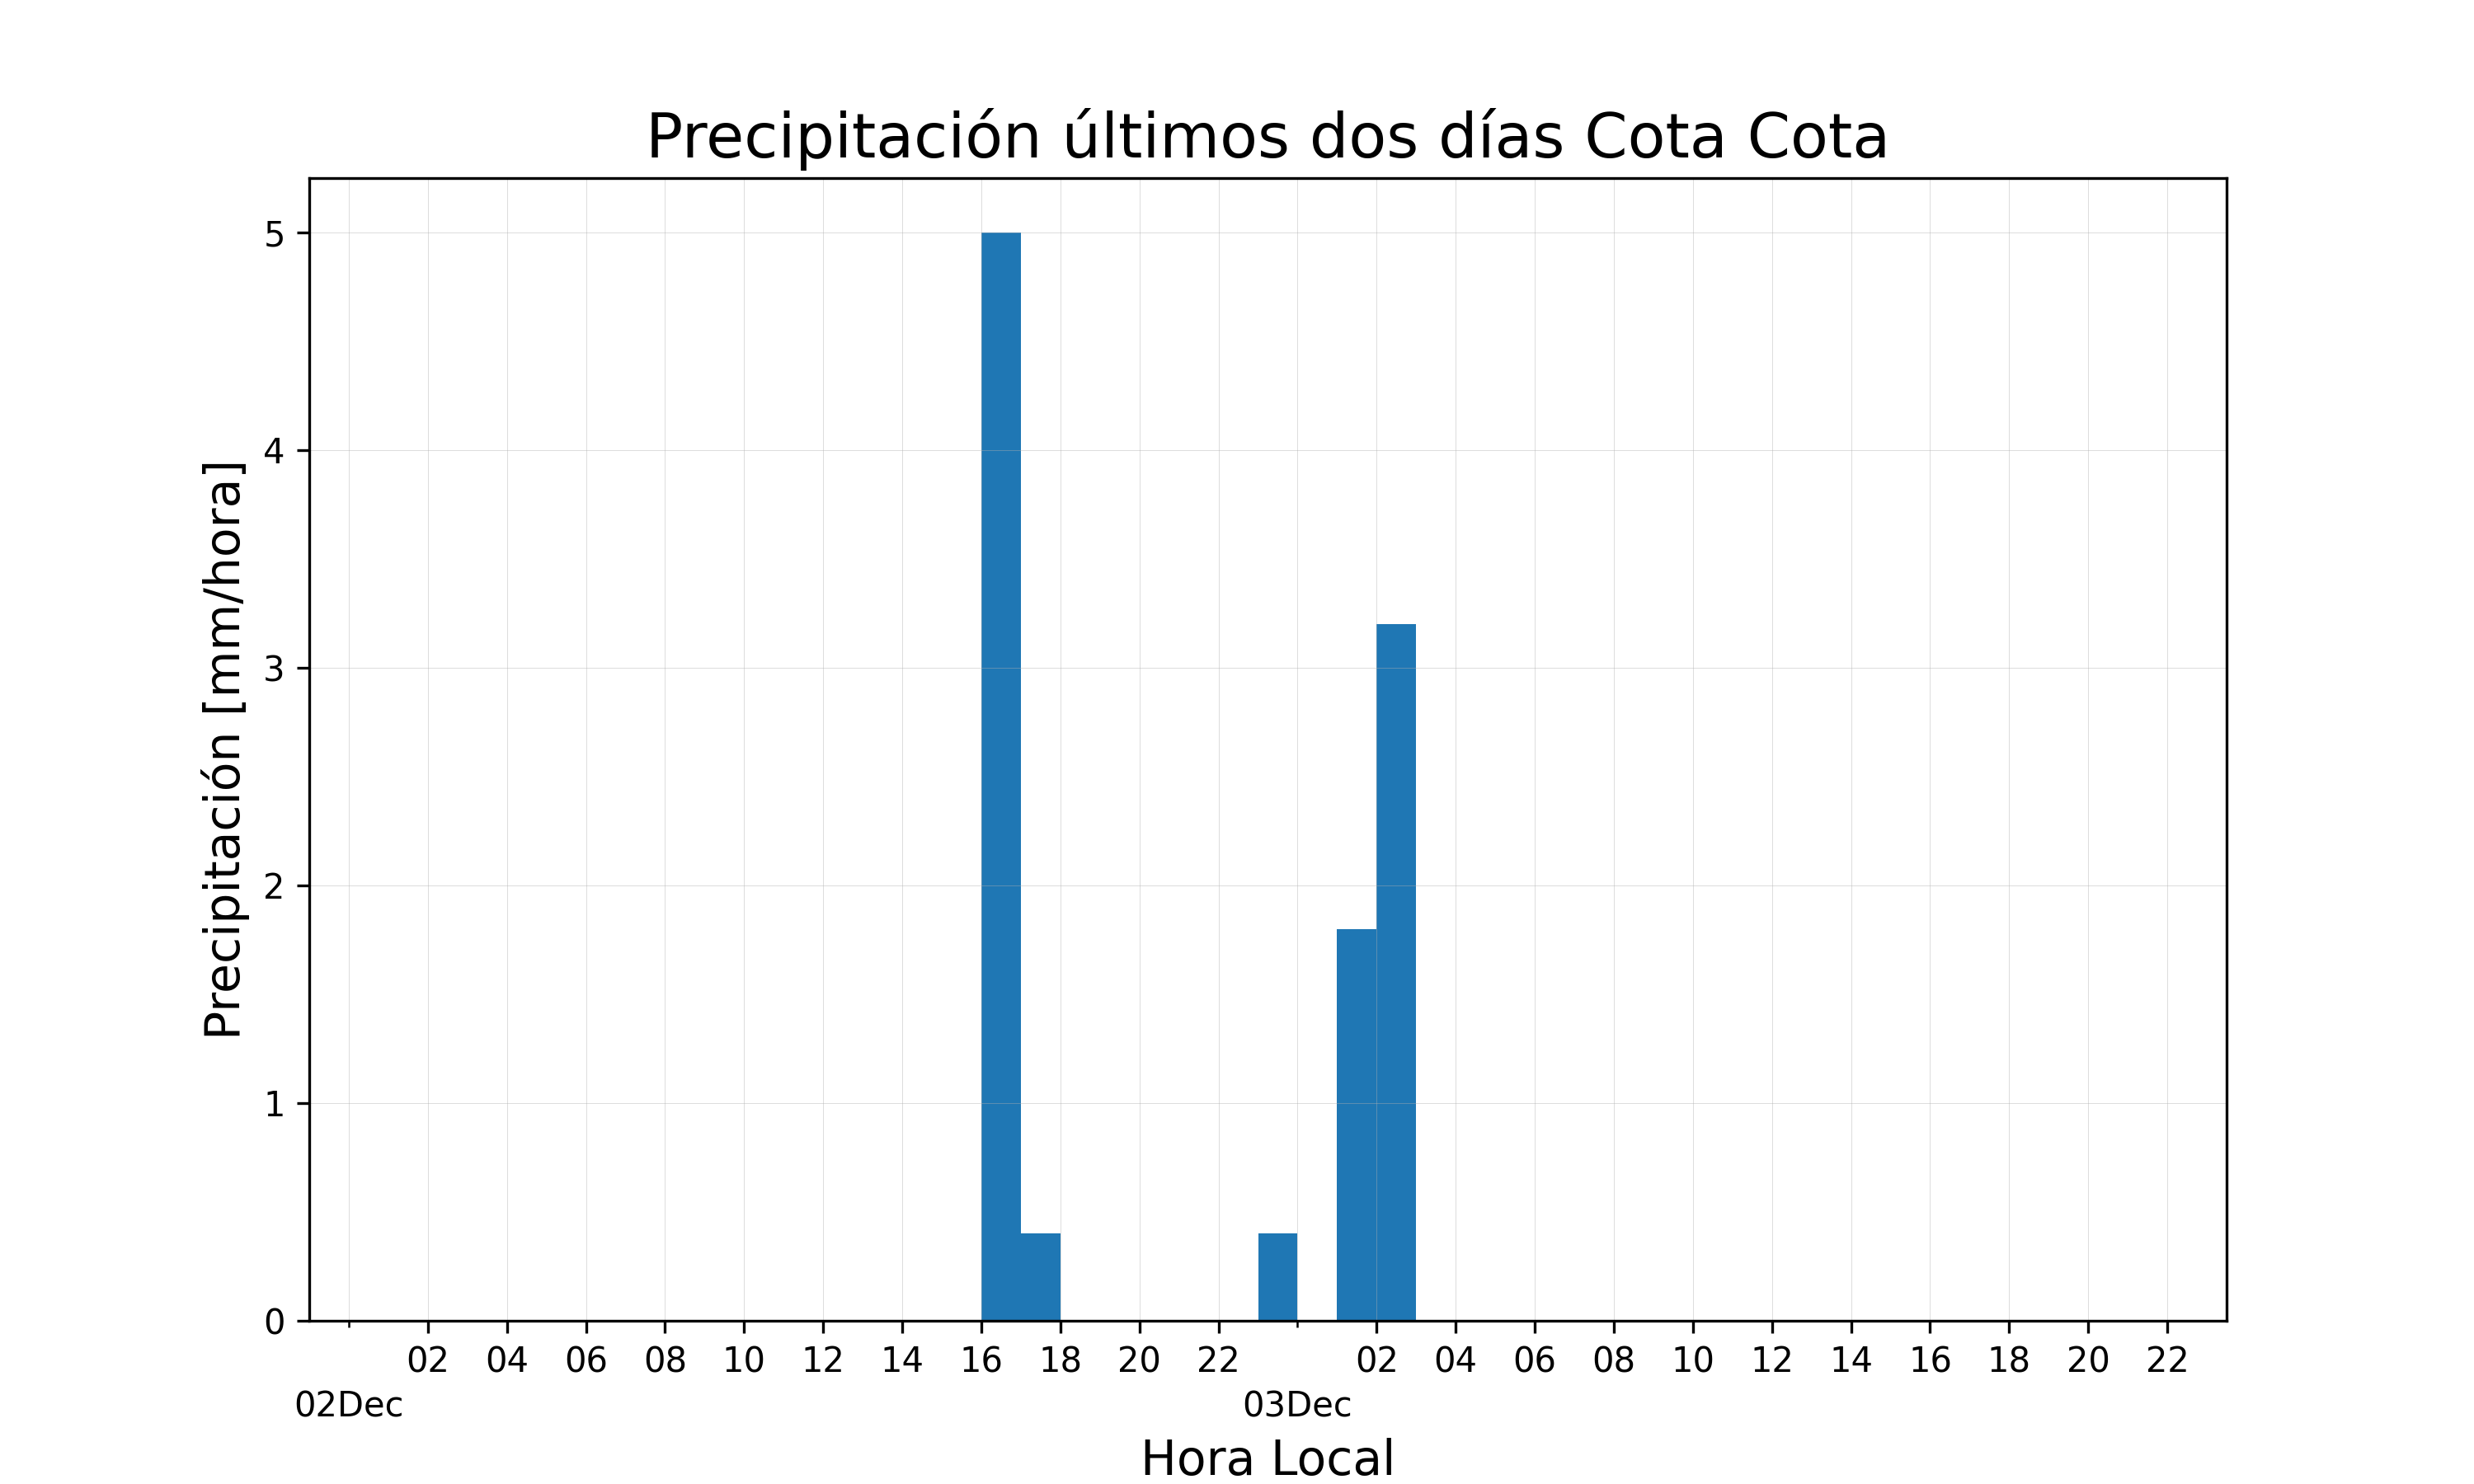 Precipitación últimos dos días Cota Cota
Precipitación [mm/hora]
5
4
3
2
1
0
02 04 06 08 10 12 14 16 18 20 22 02 04 06 08 10 12 14 16 18 20 22
02Dec 03Dec
Hora Local